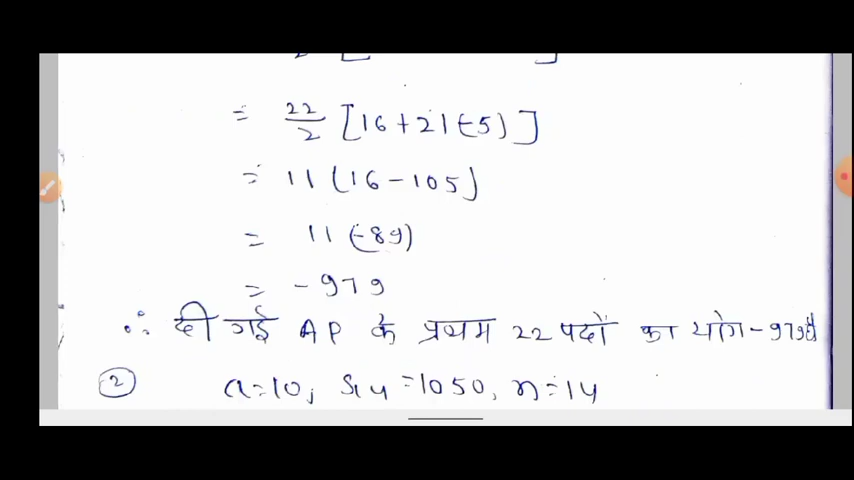 = 22/2 [16+21(-5)]
= 11 (16-105)
= 11 (-89)
= -979
∴ दी गई AP के प्रथम 22 पदों का योग -979 है
② a=10, S14 =1050, n=14